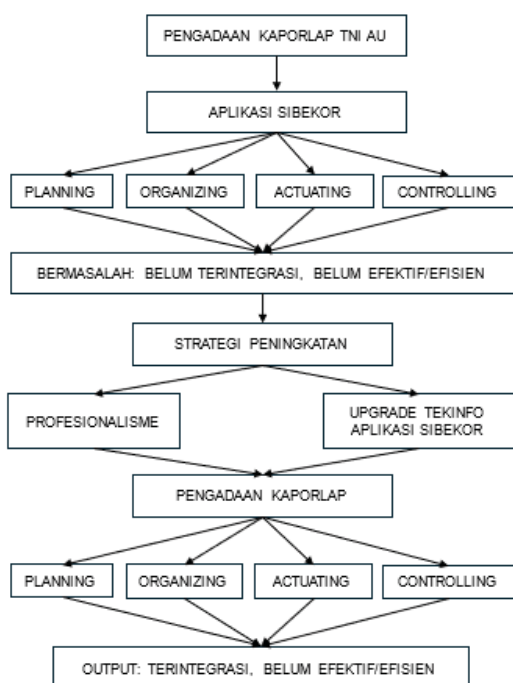 PENGADAAN KAPORLAP TNI AU
APLIKASI SIBEKOR
PLANNING
ORGANIZING
ACTUATING
CONTROLLING
BERMASALAH: BELUM TERINTEGRASI, BELUM EFEKTIF/EFISIEN
STRATEGI PENINGKATAN
PROFESIONALISME
UPGRADE TEKINFO
APLIKASI SIBEKOR
PENGADAAN KAPORLAP
PLANNING
ORGANIZING
ACTUATING
CONTROLLING
OUTPUT: TERINTEGRASI, BELUM EFEKTIF/EFISIEN